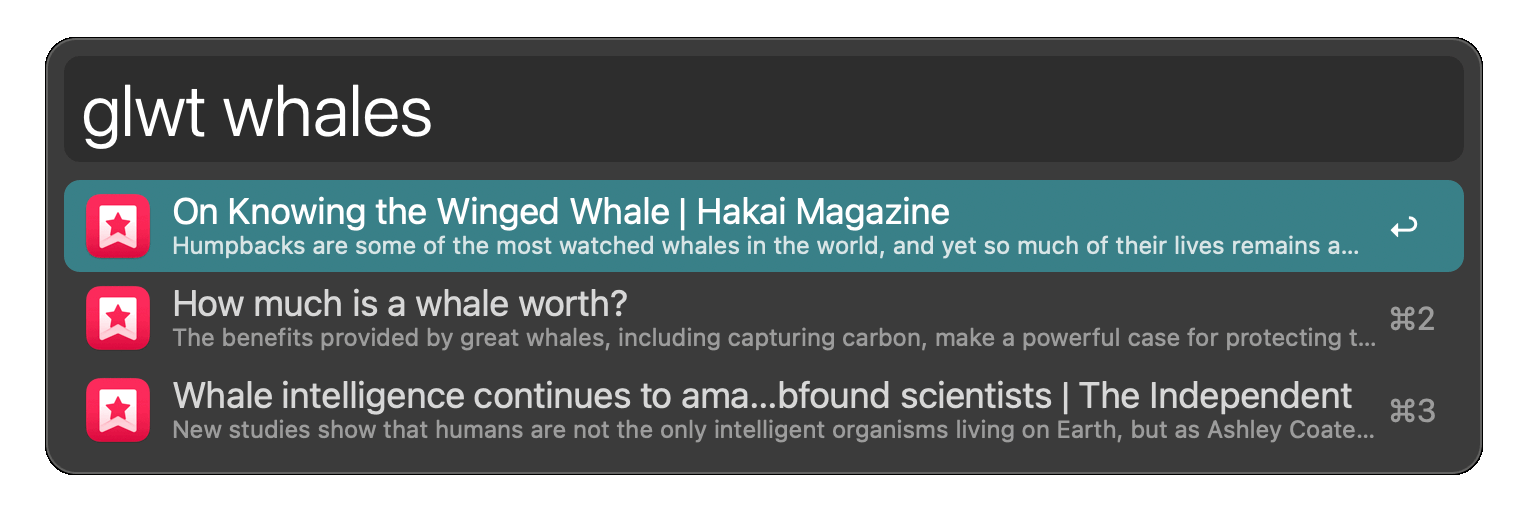 glwt whales
On Knowing the Winged Whale | Hakai Magazine
Humpbacks are some of the most watched whales in the world, and yet so much of their lives remains a...
↩
How much is a whale worth?
The benefits provided by great whales, including capturing carbon, make a powerful case for protecting t...
⌘2
Whale intelligence continues to ama...bfound scientists | The Independent
New studies show that humans are not the only intelligent organisms living on Earth, but as Ashley Coate...
⌘3